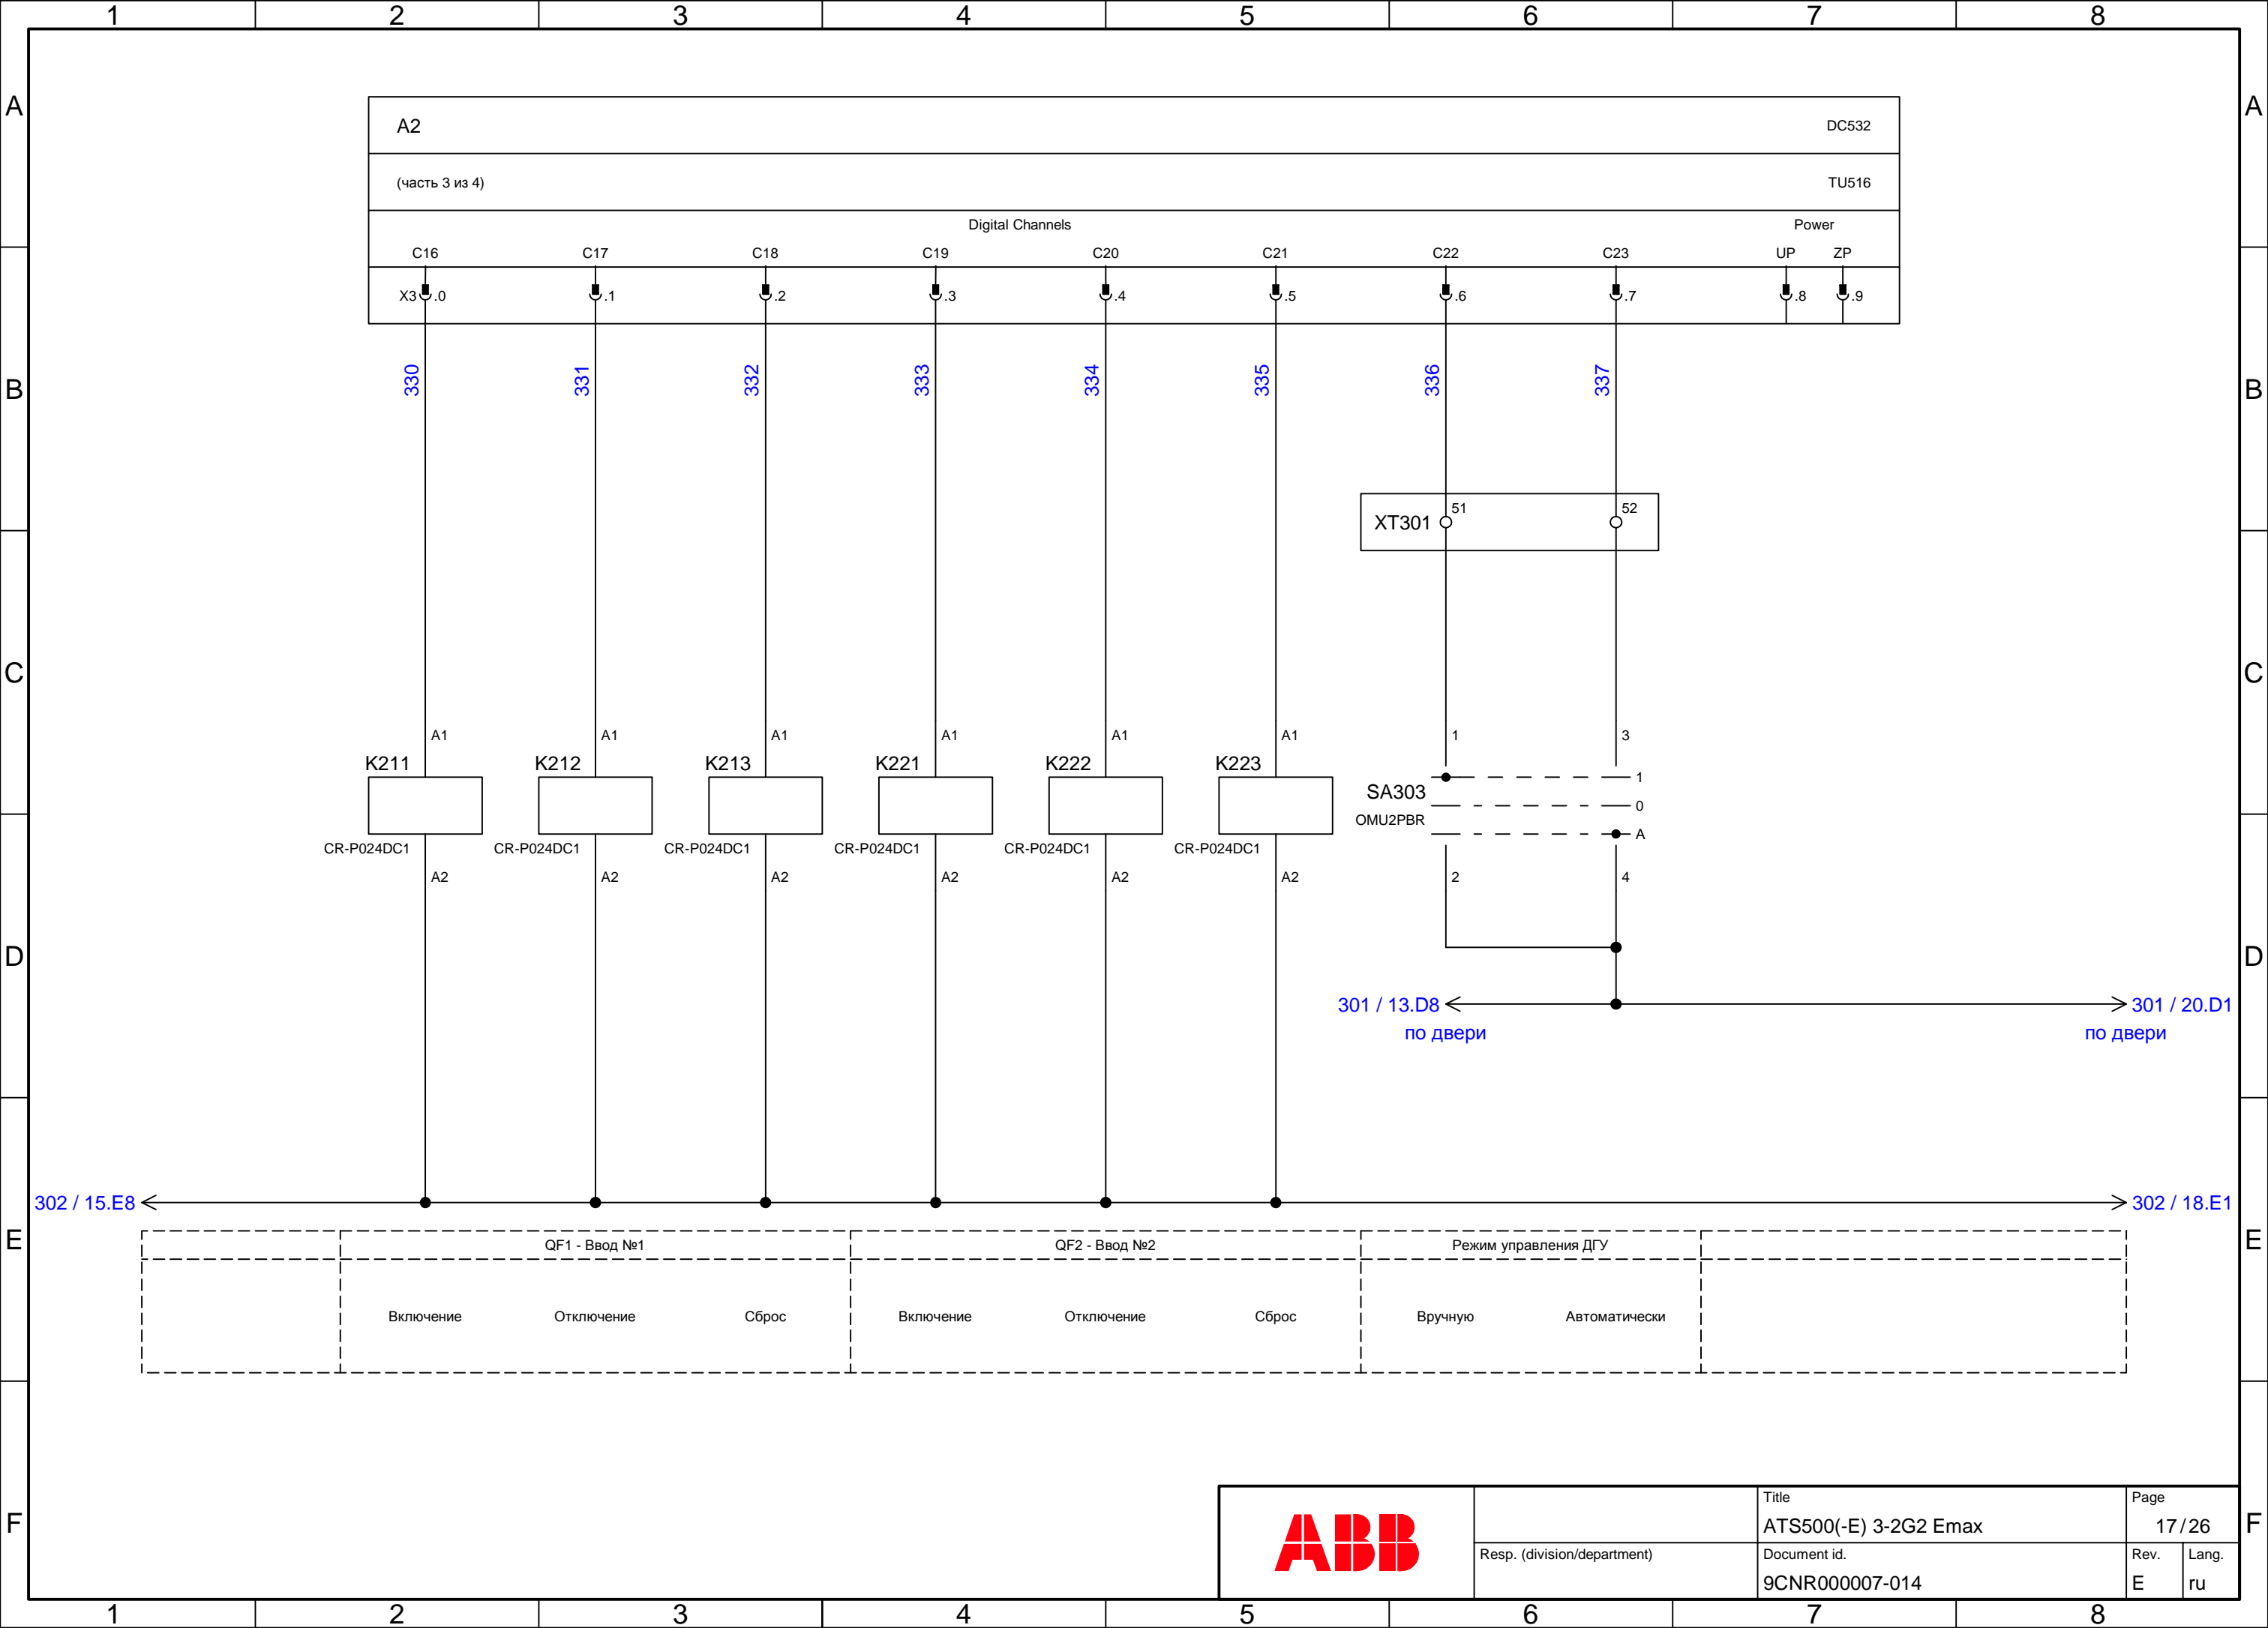 1 2 3 4 5 6 7 8
A A
A2 DC532
(часть 3 из 4) TU516
Digital Channels Power
C16 C17 C18 C19 C20 C21 C22 C23 UP ZP
X3 .0 .1 .2 .3 .4 .5 .6 .7 .8 .9
330 331 332 333 334 335 336 337
B B
51 52
XT301
C C
A1 A1 A1 A1 A1 A1 1 3
K211 K212 K213 K221 K222 K223
1
SA303
0
OMU2PBR
A
CR-P024DC1 CR-P024DC1 CR-P024DC1 CR-P024DC1 CR-P024DC1 CR-P024DC1
A2 A2 A2 A2 A2 A2 2 4
D D
301 / 13.D8 301 / 20.D1
по двери по двери
302 / 15.E8 302 / 18.E1
E E
QF1 - Ввод №1 QF2 - Ввод №2 Режим управления ДГУ
Включение Отключение Сброс Включение Отключение Сброс Вручную Автоматически
F F
ABB
Title
ATS500(-E) 3-2G2 Emax
Page
17/26
Resp. (division/department)
Document id.
9CNR000007-014
Rev.
E
Lang.
ru
1 2 3 4 5 6 7 8